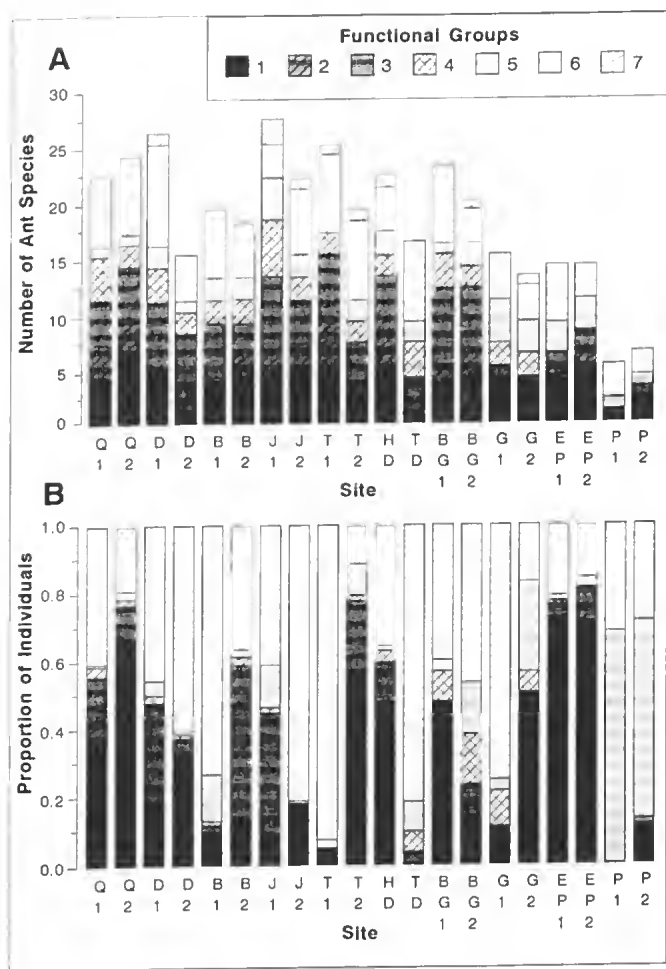 Functional Groups
1 2 3 4 5 6 7
A
Number of Ant Species
30
25
20
15
10
5
0
Q Q D D B B J J T T H T B B G G E E P P
1 2 1 2 1 2 1 2 1 2 D D G G 1 2 P P 1 2
1 2 1 2
Site
B
Proportion of Individuals
1.0
0.8
0.6
0.4
0.2
0.0
Q Q D D B B J J T T H T B B G G E E P P
1 2 1 2 1 2 1 2 1 2 D D G G 1 2 P P 1 2
1 2 1 2
Site